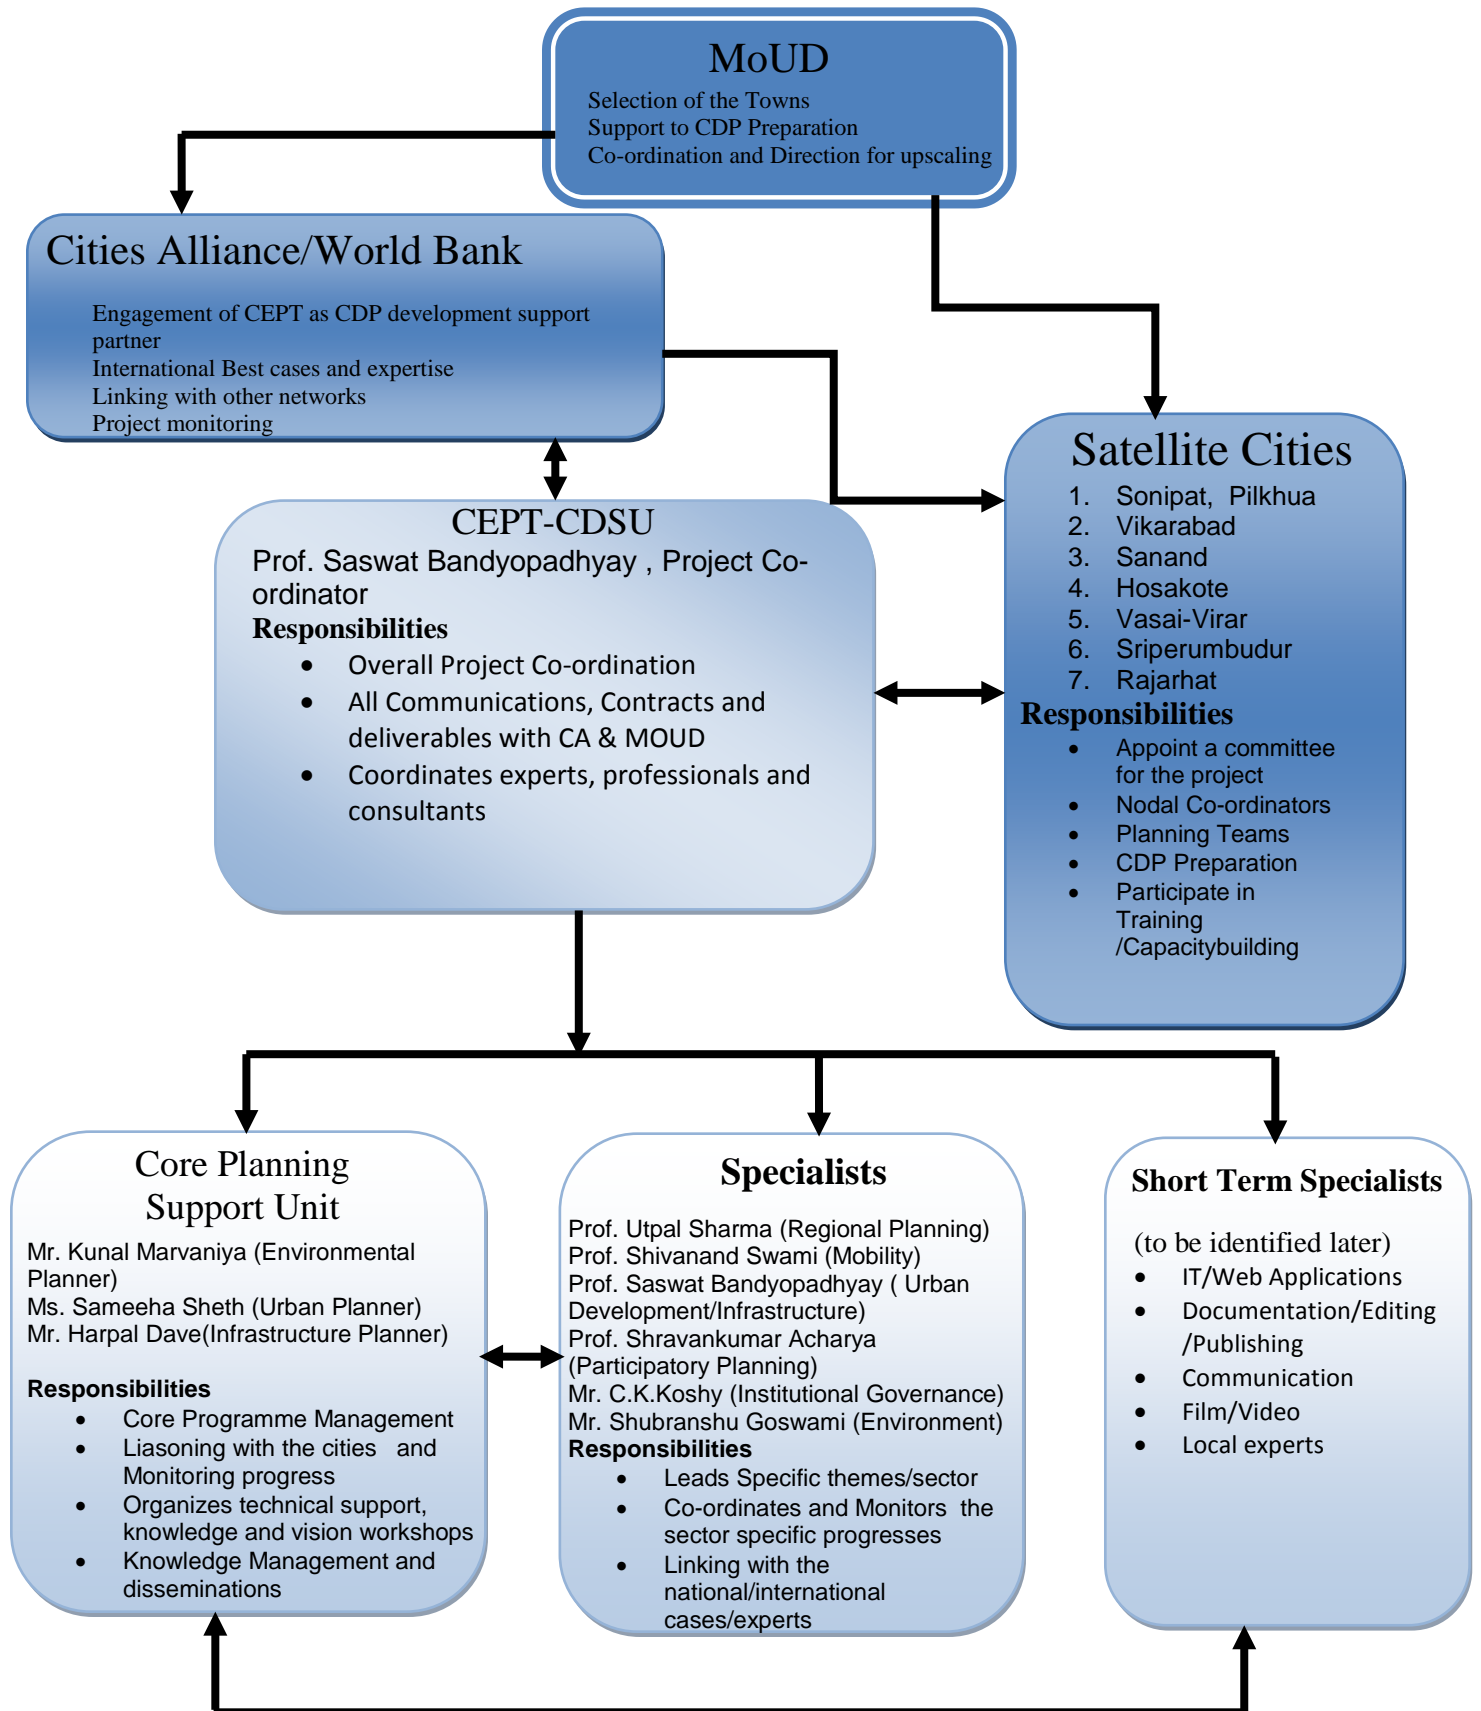 MoUD
Selection of the Towns
Support to CDP Preparation
Co-ordination and Direction for upscaling
Cities Alliance/World Bank
Engagement of CEPT as CDP development support
partner
International Best cases and expertise
Linking with other networks
Project monitoring
Satellite Cities
1. Sonipat, Pilkhua
2. Vikarabad
3. Sanand
4. Hosakote
5. Vasai-Virar
6. Sriperumbudur
7. Rajarhat
Responsibilities
• Appoint a committee
for the project
• Nodal Co-ordinators
• Planning Teams
• CDP Preparation
• Participate in
Training
/Capacitybuilding
CEPT-CDSU
Prof. Saswat Bandyopadhyay , Project Co-
ordinator
Responsibilities
• Overall Project Co-ordination
• All Communications, Contracts and
deliverables with CA & MOUD
• Coordinates experts, professionals and
consultants
Core Planning
Support Unit
Mr. Kunal Marvaniya (Environmental
Planner)
Ms. Sameeha Sheth (Urban Planner)
Mr. Harpal Dave(Infrastructure Planner)
Responsibilities
• Core Programme Management
• Liasoning with the cities and
Monitoring progress
• Organizes technical support,
knowledge and vision workshops
• Knowledge Management and
disseminations
Specialists
Prof. Utpal Sharma (Regional Planning)
Prof. Shivanand Swami (Mobility)
Prof. Saswat Bandyopadhyay ( Urban
Development/Infrastructure)
Prof. Shravankumar Acharya
(Participatory Planning)
Mr. C.K.Koshy (Institutional Governance)
Mr. Shubranshu Goswami (Environment)
Responsibilities
• Leads Specific themes/sector
• Co-ordinates and Monitors the
sector specific progresses
• Linking with the
national/international
cases/experts
Short Term Specialists
(to be identified later)
• IT/Web Applications
• Documentation/Editing
/Publishing
• Communication
• Film/Video
• Local experts